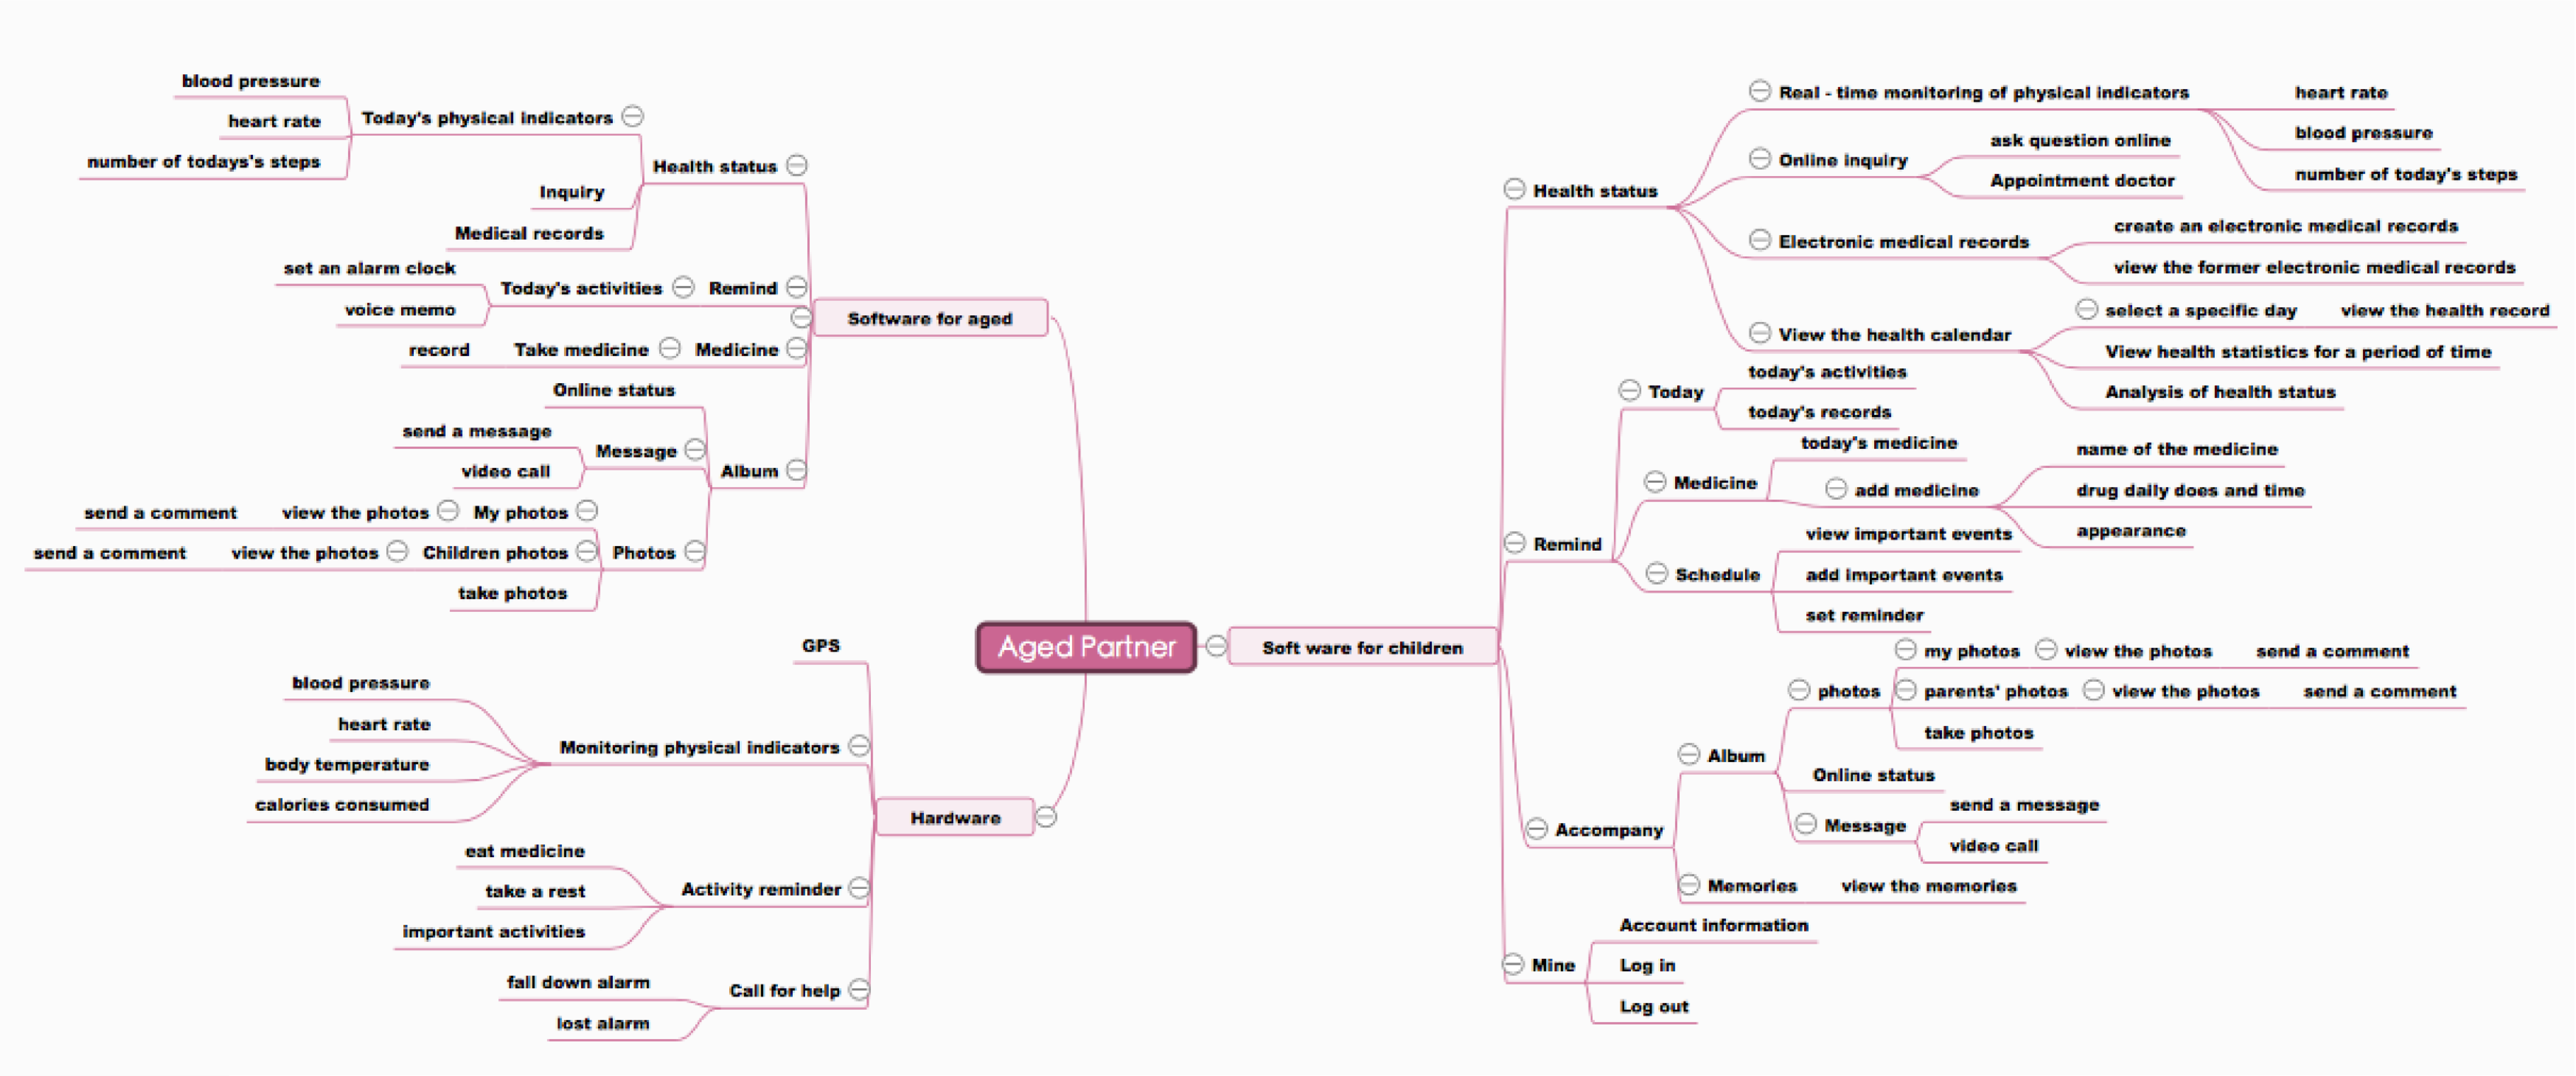 Aged Partner
Software for aged
Health status
Today's physical indicators
blood pressure
heart rate
number of todays's steps
Inquiry
Medical records
Remind
Today's activities
set an alarm clock
voice memo
Medicine
Take medicine
record
Album
Online status
Message
send a message
video call
Photos
My photos
view the photos
send a comment
Children photos
view the photos
send a comment
take photos
Hardware
GPS
Monitoring physical indicators
blood pressure
heart rate
body temperature
calories consumed
Activity reminder
eat medicine
take a rest
important activities
Call for help
fall down alarm
lost alarm
Soft ware for children
Health status
Real - time monitoring of physical indicators
heart rate
blood pressure
number of today's steps
Online inquiry
ask question online
Appointment doctor
Electronic medical records
create an electronic medical records
view the former electronic medical records
View the health calendar
select a specific day
view the health record
View health statistics for a period of time
Analysis of health status
Remind
Today
today's activities
today's records
Medicine
today's medicine
add medicine
name of the medicine
drug daily does and time
appearance
Schedule
view important events
add important events
set reminder
Accompany
Album
photos
my photos
view the photos
send a comment
parents' photos
view the photos
send a comment
take photos
Online status
Message
send a message
video call
Memories
view the memories
Mine
Account information
Log in
Log out